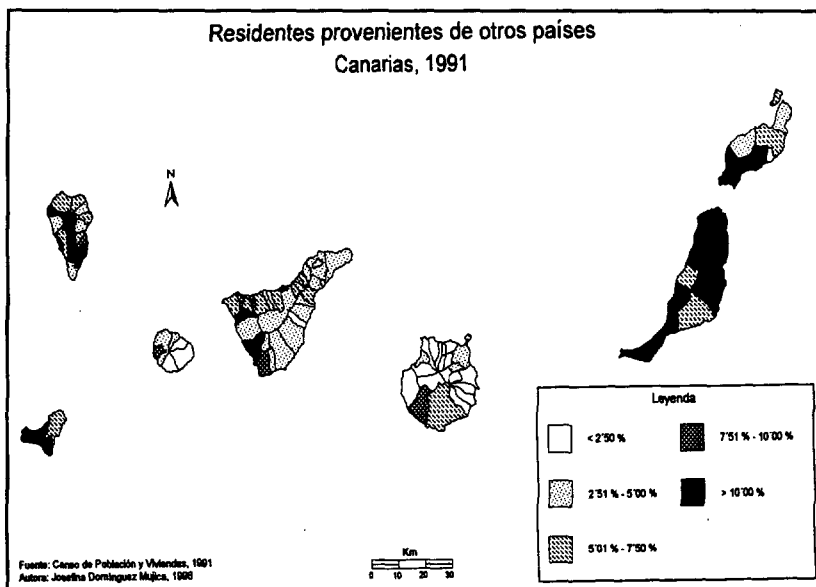 Residentes provenientes de otros países
Canarias, 1991
N
Leyenda
< 2'50 %
7'51 % - 10'00 %
2'51 % - 5'00 %
> 10'00 %
5'01 % - 7'50 %
Km
0 10 20 30
Fuente: Censo de Población y Viviendas, 1991
Autora: Josefina Domínguez Mujica, 1996